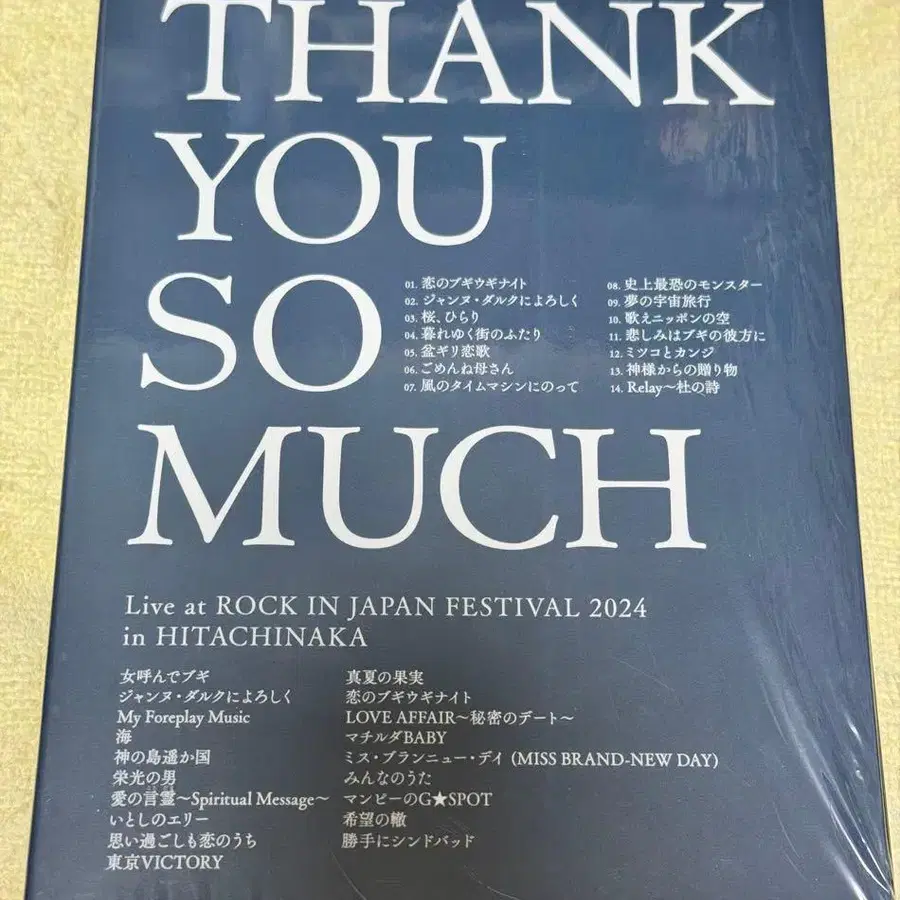 THANK
YOU
SO
MUCH
01. 恋のブギウギナイト
02. ジャンヌ・ダルクによろしく
03. 桜、ひらり
04. 暮れゆく街のふたり
05. 盆ギリ恋歌
06. ごめんね母さん
07. 風のタイムマシンにのって
08. 史上最恐のモンスター
09. 夢の宇宙旅行
10. 歌えニッポンの空
11. 悲しみはブギの彼方に
12. ミツコとカンジ
13. 神様からの贈り物
14. Relay〜杜の詩
Live at ROCK IN JAPAN FESTIVAL 2024
in HITACHINAKA
女呼んでブギ
ジャンヌ・ダルクによろしく
My Foreplay Music
海
神の島遥か国
栄光の男
愛の言霊〜Spiritual Message〜
いとしのエリー
思い過ごしも恋のうち
東京VICTORY
真夏の果実
恋のブギウギナイト
LOVE AFFAIR〜秘密のデート〜
マチルダBABY
ミス・ブランニュー・デイ (MISS BRAND-NEW DAY)
みんなのうた
マンピーのG★SPOT
希望の轍
勝手にシンドバッド